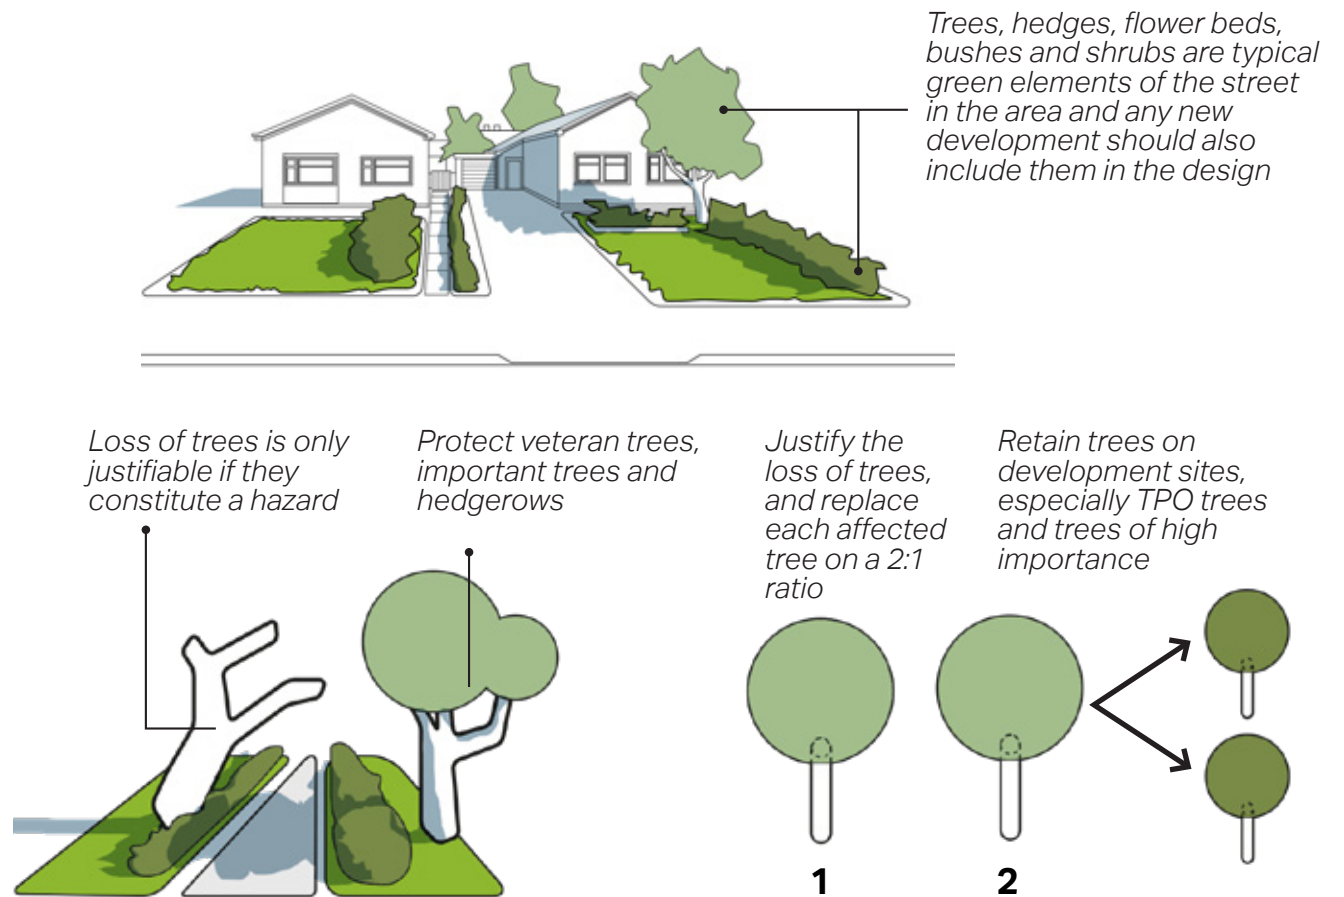 Trees, hedges, flower beds,
bushes and shrubs are typical
green elements of the street
in the area and any new
development should also
include them in the design
Loss of trees is only
justifiable if they
constitute a hazard
Protect veteran trees,
important trees and
hedgerows
Justify the
loss of trees,
and replace
each affected
tree on a 2:1
ratio
Retain trees on
development sites,
especially TPO trees
and trees of high
importance
1
2